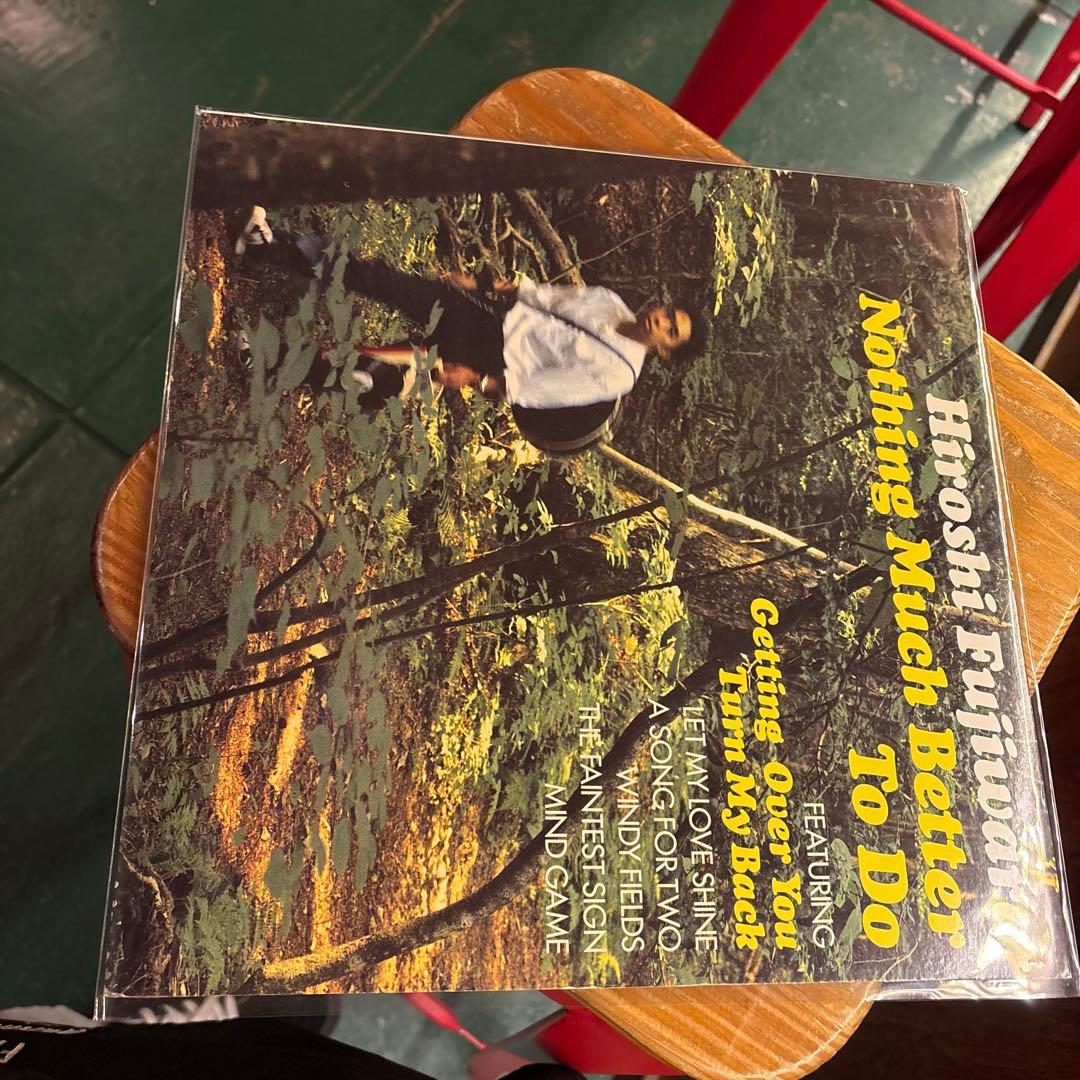 Hiroshi Fujiwara
Nothing Much Better
To Do
FEATURING
Getting Over You
Turn My Back
LET MY LOVE SHINE
A SONG FOR TWO
WINDY FIELDS
THE FAINTEST SIGN
MIND GAME